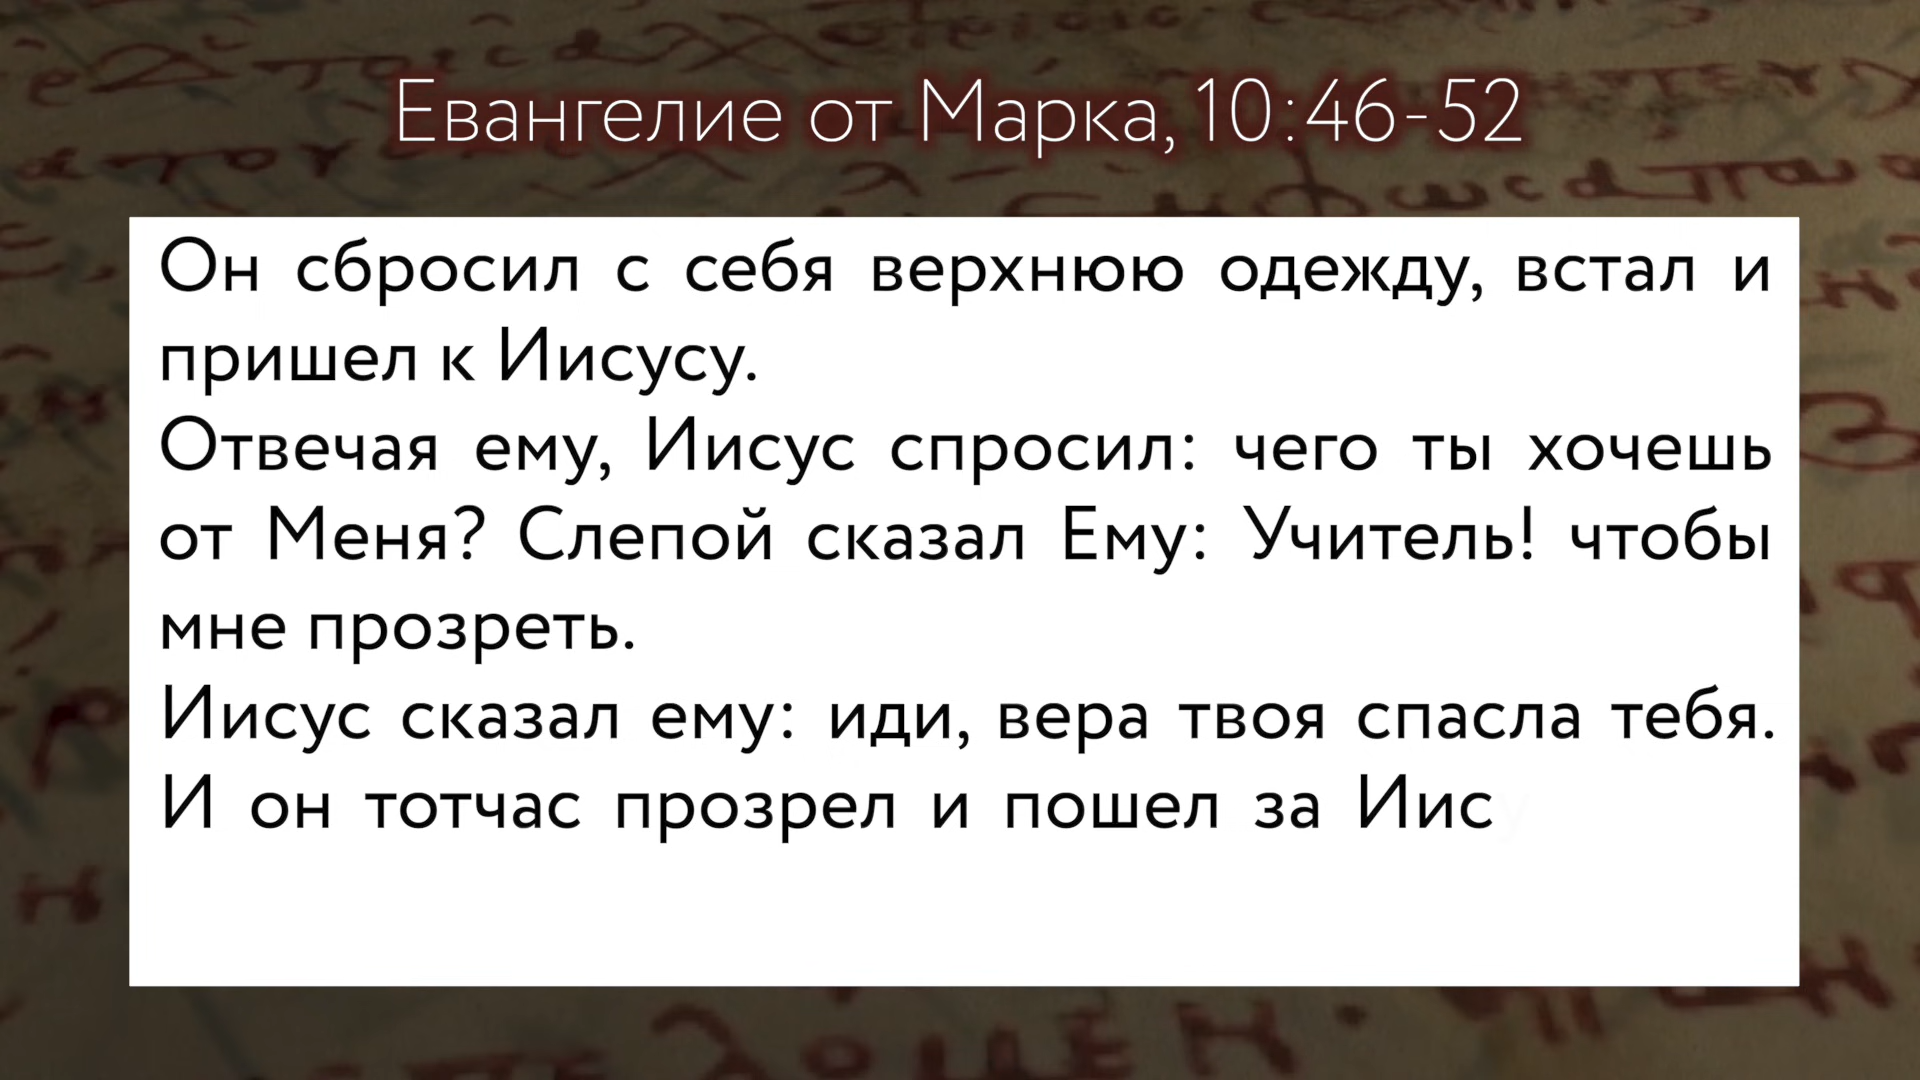 Евангелие от Марка, 10:46-52
Он сбросил с себя верхнюю одежду, встал и
пришел к Иисусу.
Отвечая ему, Иисус спросил: чего ты хочешь
от Меня? Слепой сказал Ему: Учитель! чтобы
мне прозреть.
Иисус сказал ему: иди, вера твоя спасла тебя.
И он тотчас прозрел и пошел за Иису